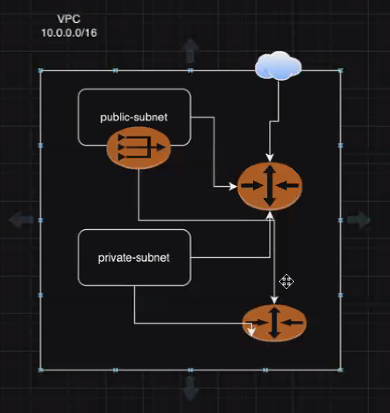 VPC
10.0.0.0/16
public-subnet
private-subnet